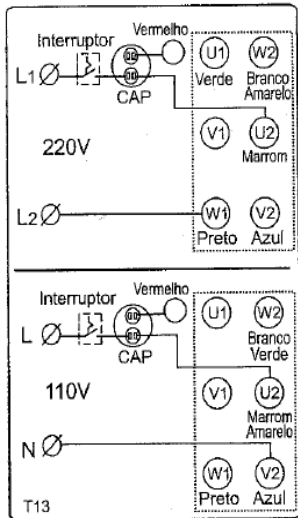 Interruptor Vermelho
L1 U1 W2
Verde Branco
Amarelo
CAP
220V V1 U2
Marrom
L2 W1 V2
Preto Azul
Interruptor Vermelho
L U1 W2
CAP Branco
Verde
110V V1 U2
Marrom
Amarelo
N W1 V2
Preto Azul
T13